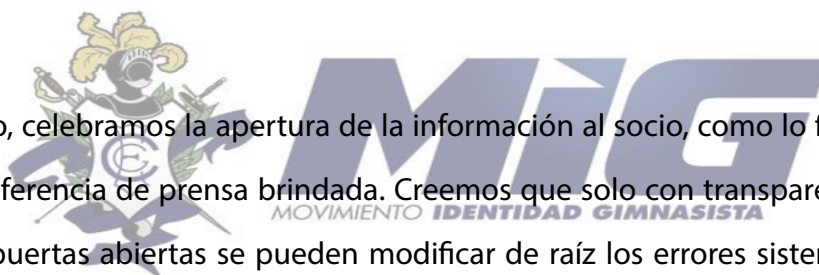 MiG
o, celebramos la apertura de la información al socio, como lo f
ferencia de prensa brindada. Creemos que solo con transpare
MOVIMIENTO IDENTIDAD GIMNASISTA
puertas abiertas se pueden modificar de raíz los errores sister